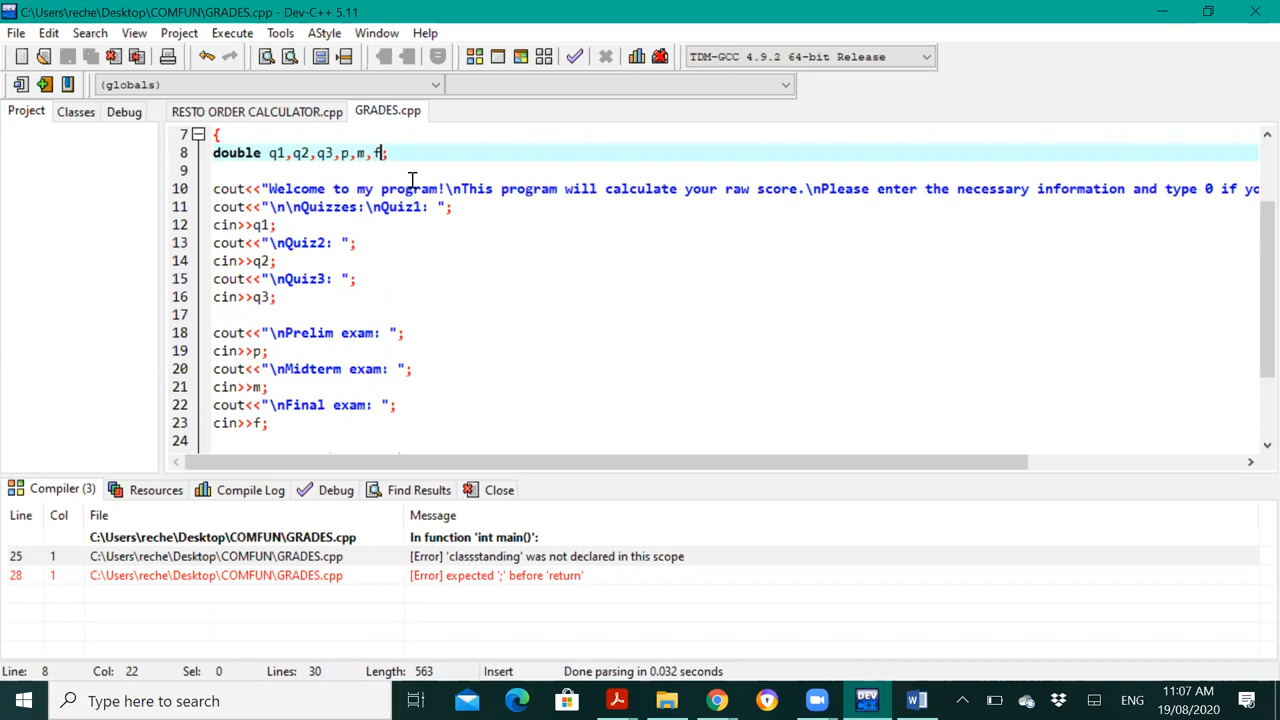 C:\Users\reche\Desktop\COMFUN\GRADES.cpp - Dev-C++ 5.11
File Edit Search View Project Execute Tools AStyle Window Help
TDM-GCC 4.9.2 64-bit Release
(globals)
Project Classes Debug RESTO ORDER CALCULATOR.cpp GRADES.cpp
7 {
8 double q1,q2,q3,p,m,f;
9
10 cout<<"Welcome to my program!\nThis program will calculate your raw score.\nPlease enter the necessary information and type 0 if yo
11 cout<<"\n\nQuizzes:\nQuiz1: ";
12 cin>>q1;
13 cout<<"\nQuiz2: ";
14 cin>>q2;
15 cout<<"\nQuiz3: ";
16 cin>>q3;
17
18 cout<<"\nPrelim exam: ";
19 cin>>p;
20 cout<<"\nMidterm exam: ";
21 cin>>m;
22 cout<<"\nFinal exam: ";
23 cin>>f;
24
Compiler (3) Resources Compile Log Debug Find Results Close
Line Col File Message
C:\Users\reche\Desktop\COMFUN\GRADES.cpp In function 'int main()':
25 1 C:\Users\reche\Desktop\COMFUN\GRADES.cpp [Error] 'classstanding' was not declared in this scope
28 1 C:\Users\reche\Desktop\COMFUN\GRADES.cpp [Error] expected ';' before 'return'
Line: 8 Col: 22 Sel: 0 Lines: 30 Length: 563 Insert Done parsing in 0.032 seconds
Type here to search
ENG
11:07 AM
19/08/2020